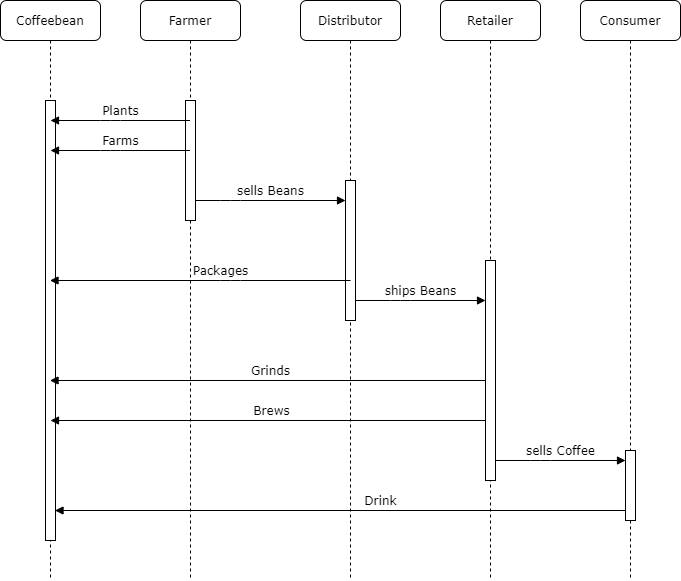 Coffeebean
Farmer
Distributor
Retailer
Consumer
Plants
Farms
sells Beans
Packages
ships Beans
Grinds
Brews
sells Coffee
Drink